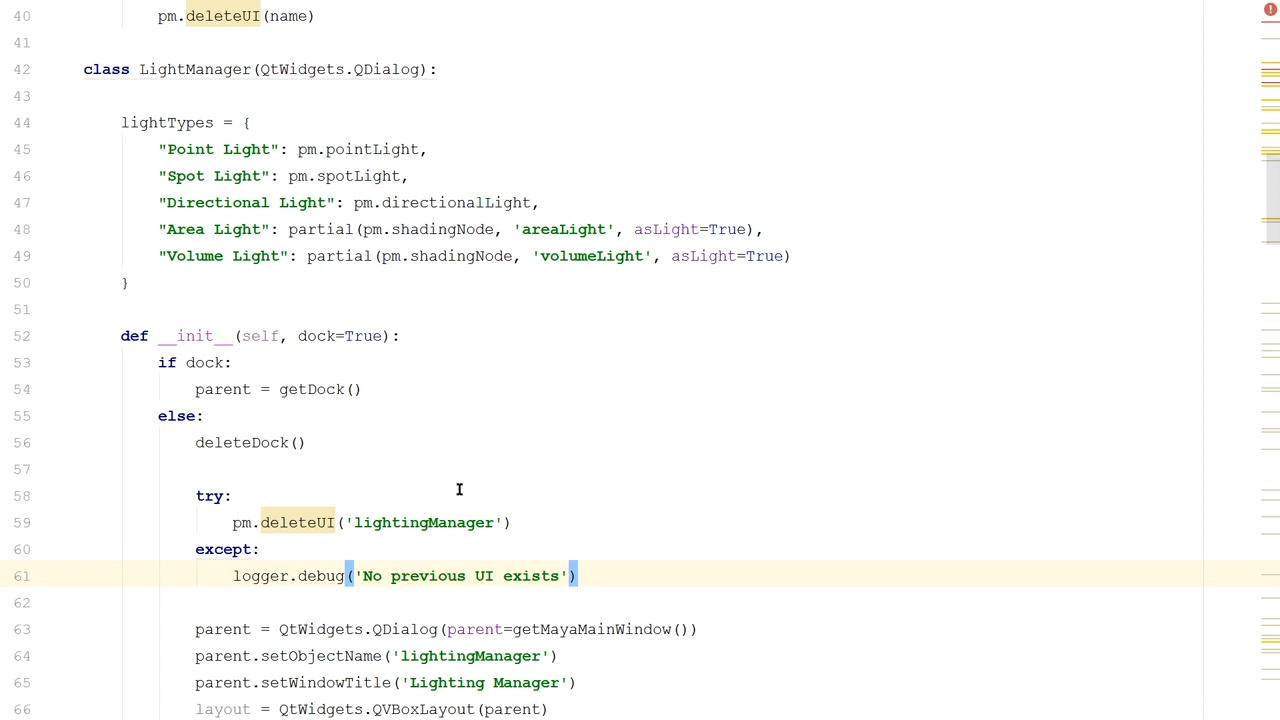 40 pm.deleteUI(name)
41
42 class LightManager(QtWidgets.QDialog):
43
44 lightTypes = {
45 "Point Light": pm.pointLight,
46 "Spot Light": pm.spotLight,
47 "Directional Light": pm.directionalLight,
48 "Area Light": partial(pm.shadingNode, 'areaLight', asLight=True),
49 "Volume Light": partial(pm.shadingNode, 'volumeLight', asLight=True)
50 }
51
52 def __init__(self, dock=True):
53 if dock:
54 parent = getDock()
55 else:
56 deleteDock()
57
58 try:
59 pm.deleteUI('lightingManager')
60 except:
61 logger.debug('No previous UI exists')
62
63 parent = QtWidgets.QDialog(parent=getMayaMainWindow())
64 parent.setObjectName('lightingManager')
65 parent.setWindowTitle('Lighting Manager')
66 layout = QtWidgets.QVBoxLayout(parent)